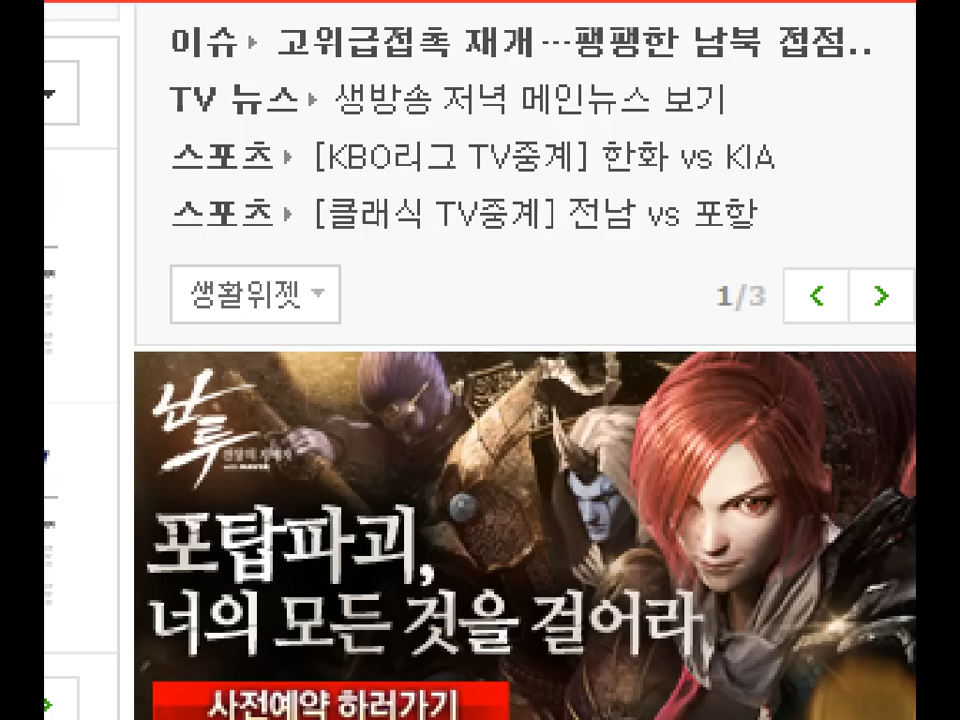 이슈 고위급접촉 재개…팽팽한 남북 접점..
TV 뉴스 생방송 저녁 메인뉴스 보기
스포츠 [KBO리그 TV중계] 한화 vs KIA
스포츠 [클래식 TV중계] 전남 vs 포항
생활위젯
1/3
난투
with NAVER
포탑파괴,
너의 모든 것을 걸어라
사전예약 하러가기